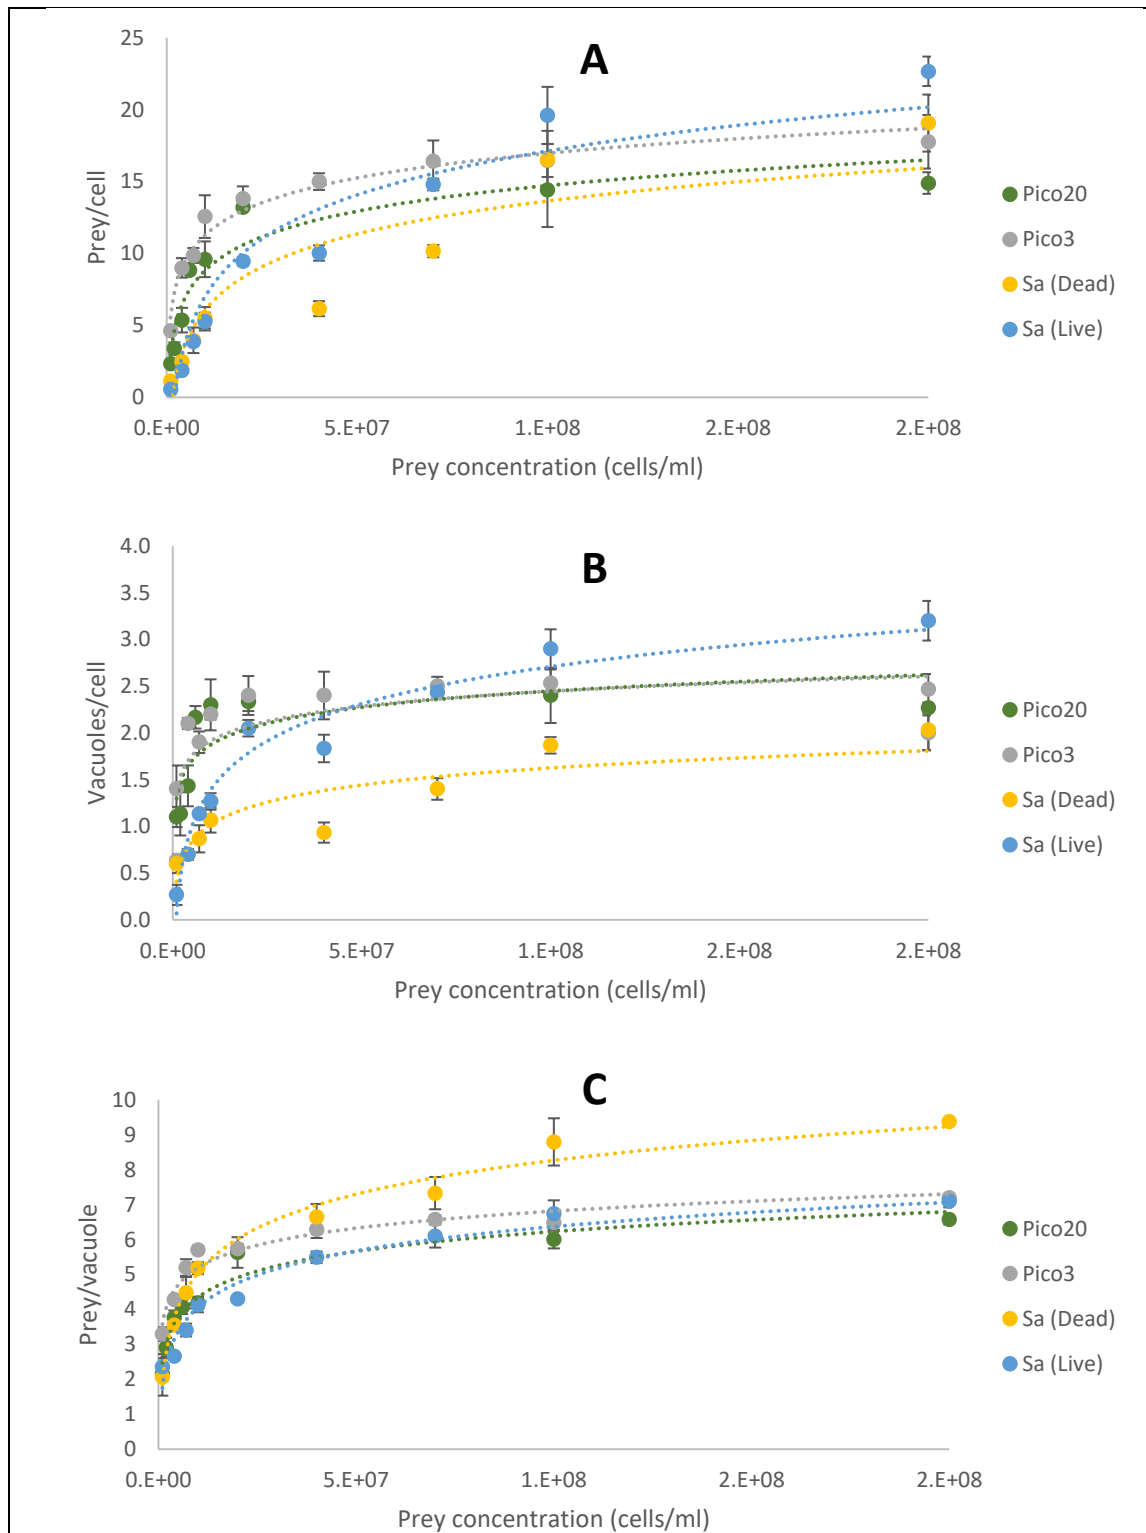 A
25
20
15
10
5
0
Prey/cell
0.E+00 5.E+07 1.E+08 2.E+08 2.E+08
Prey concentration (cells/ml)
Pico20
Pico3
Sa (Dead)
Sa (Live)
B
4.0
3.5
3.0
2.5
2.0
1.5
1.0
0.5
0.0
Vacuoles/cell
0.E+00 5.E+07 1.E+08 2.E+08 2.E+08
Prey concentration (cells/ml)
Pico20
Pico3
Sa (Dead)
Sa (Live)
C
10
9
8
7
6
5
4
3
2
1
0
Prey/vacuole
0.E+00 5.E+07 1.E+08 2.E+08 2.E+08
Prey concentration (cells/ml)
Pico20
Pico3
Sa (Dead)
Sa (Live)